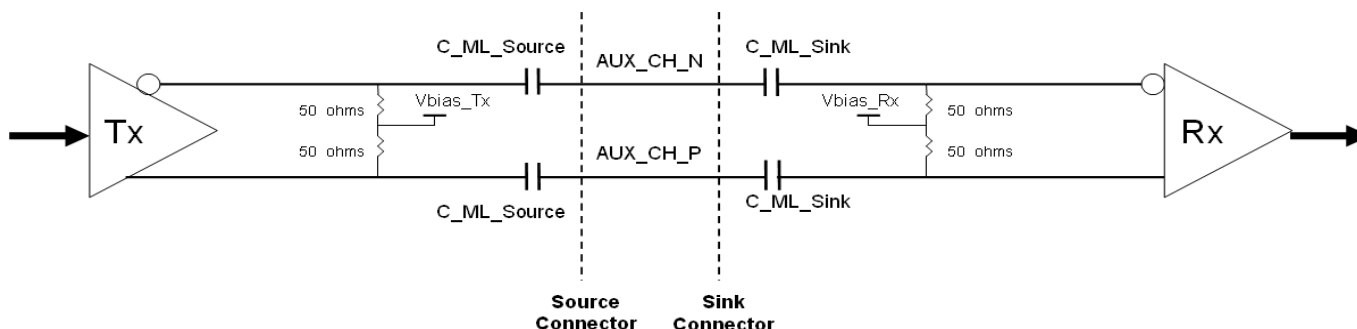 C_ML_Source
AUX_CH_N
C_ML_Sink
Vbias_Tx
Vbias_Rx
50 ohms
50 ohms
Tx
Rx
50 ohms
50 ohms
AUX_CH_P
C_ML_Source
C_ML_Sink
Source
Connector
Sink
Connector